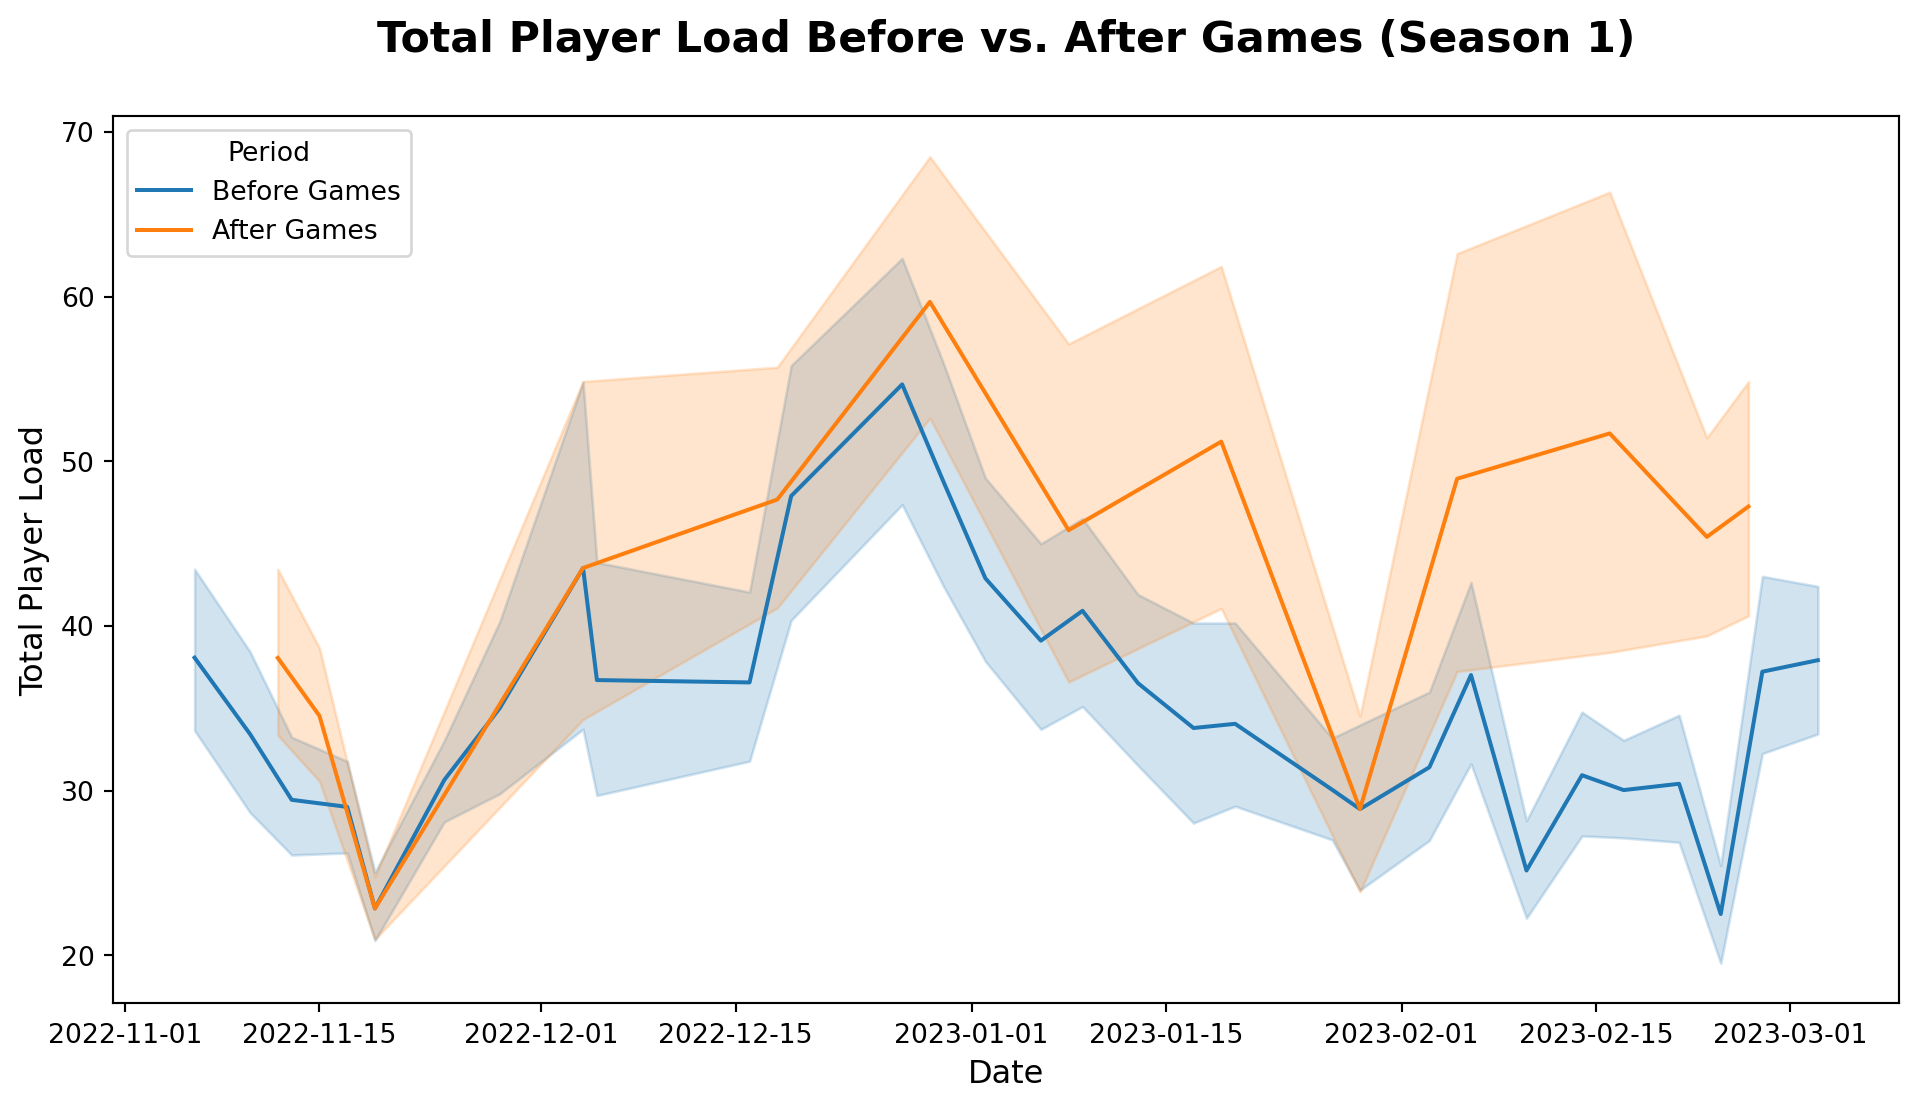 Total Player Load Before vs. After Games (Season 1)
70
60
50
40
30
20
Total Player Load
Period
Before Games
After Games
2022-11-01 2022-11-15 2022-12-01 2022-12-15 2023-01-01 2023-01-15 2023-02-01 2023-02-15 2023-03-01
Date